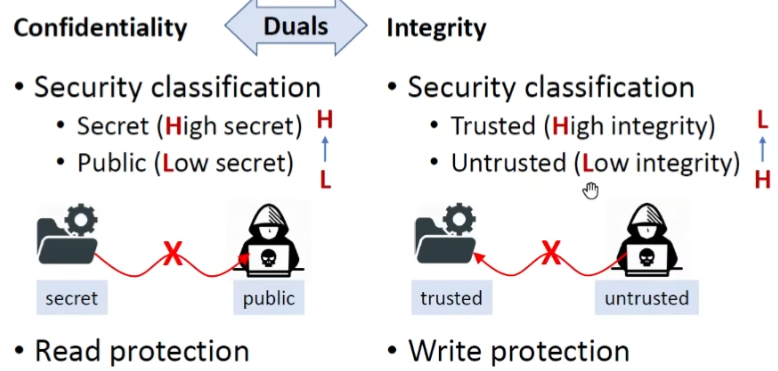 Confidentiality
Duals
Integrity
• Security classification
• Secret (High secret)
• Public (Low secret)
H
L
• Security classification
• Trusted (High integrity)
• Untrusted (Low integrity)
L
H
X
X
secret
public
trusted
untrusted
• Read protection
• Write protection